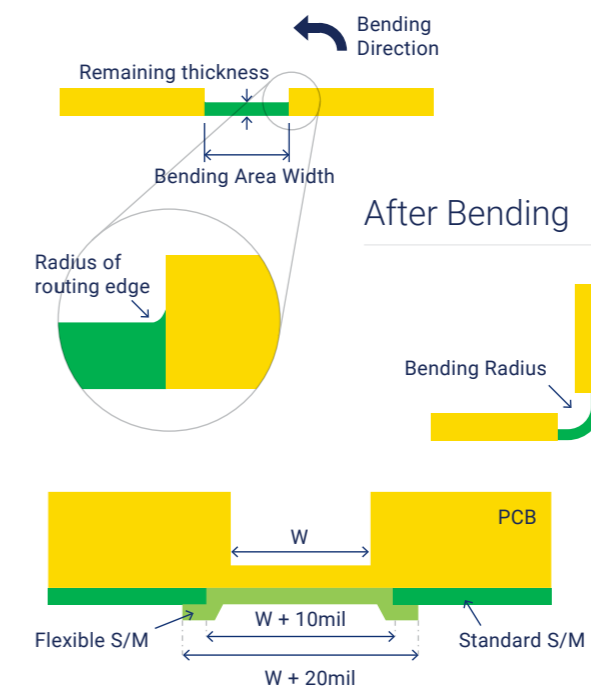 Bending
Direction
Remaining thickness
Bending Area Width
After Bending
Radius of
routing edge
Bending Radius
PCB
W
Flexible S/M
W + 10mil
Standard S/M
W + 20mil